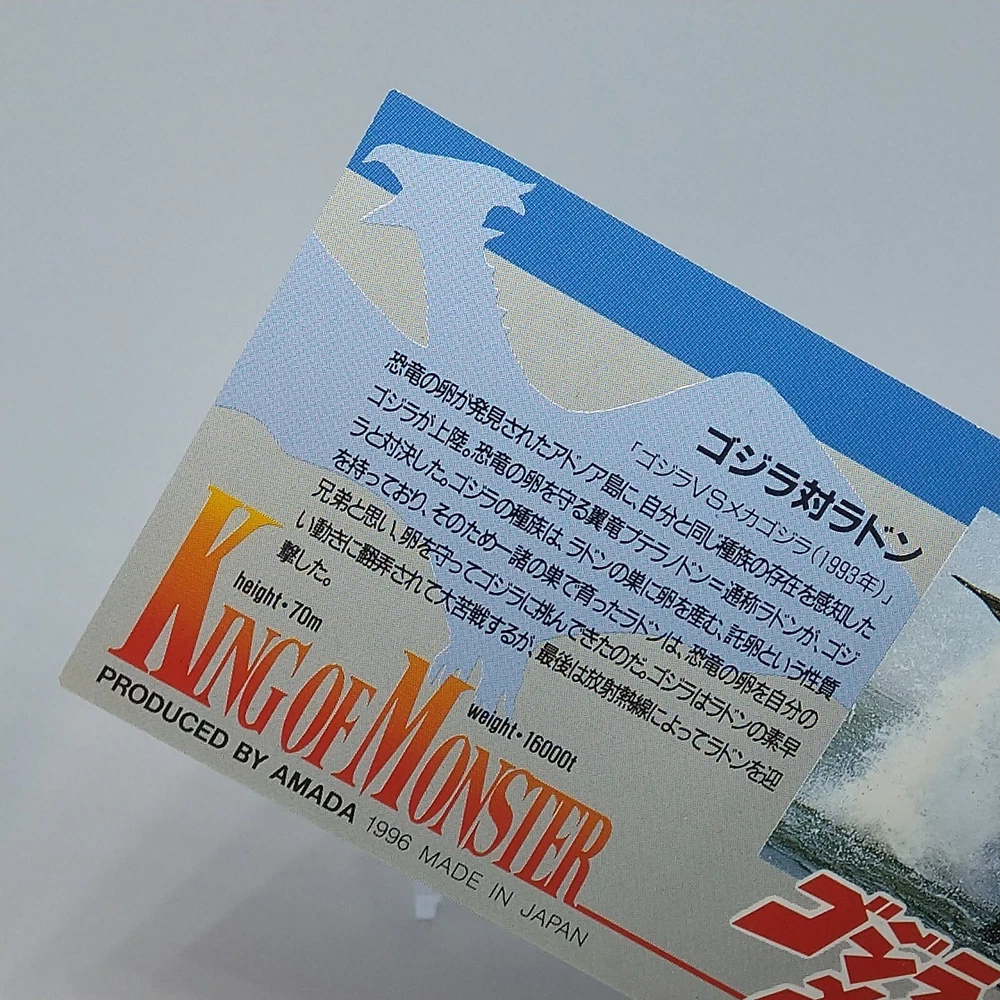 ゴジラ対ラドン
「ゴジラVSメカゴジラ(1993年)」
恐竜の卵が発見されたアドノア島に、自分と同じ種族の存在を感知した
ゴジラが上陸。恐竜の卵を守る翼竜プテラノドン＝通称ラドンが、ゴジ
ラと対決した。ゴジラの種族は、ラドンの巣に卵を産む、託卵という性質
を持っており、そのため一諸の巣で育ったラドンは、恐竜の卵を自分の
兄弟と思い、卵を守ってゴジラに挑んできたのだ。ゴジラはラドンの素早
い動きに翻弄されて大苦戦するが、最後は放射熱線によってラドンを迎
撃した。
height・70m
weight・16000t
KING OF MONSTER
PRODUCED BY AMADA 1996 MADE IN JAPAN
ゴジラ